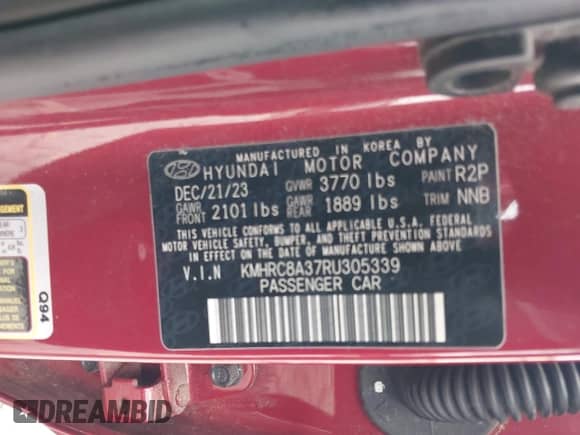 MANUFACTURED IN KOREA BY
HYUNDAI MOTOR COMPANY
DEC/21/23 GVWR 3770 lbs PAINT R2P
GAWR FRONT 2101 lbs GAWR REAR 1889 lbs TRIM NNB
THIS VEHICLE CONFORMS TO ALL APPLICABLE U.S.A. FEDERAL
MOTOR VEHICLE SAFETY, BUMPER, AND THEFT PREVENTION STANDARDS
IN EFFECT ON THE DATE OF MANUFACTURE SHOWN ABOVE.
V.I.N KMHRC8A37RU305339
PASSENGER CAR
Q94
DREAMBID